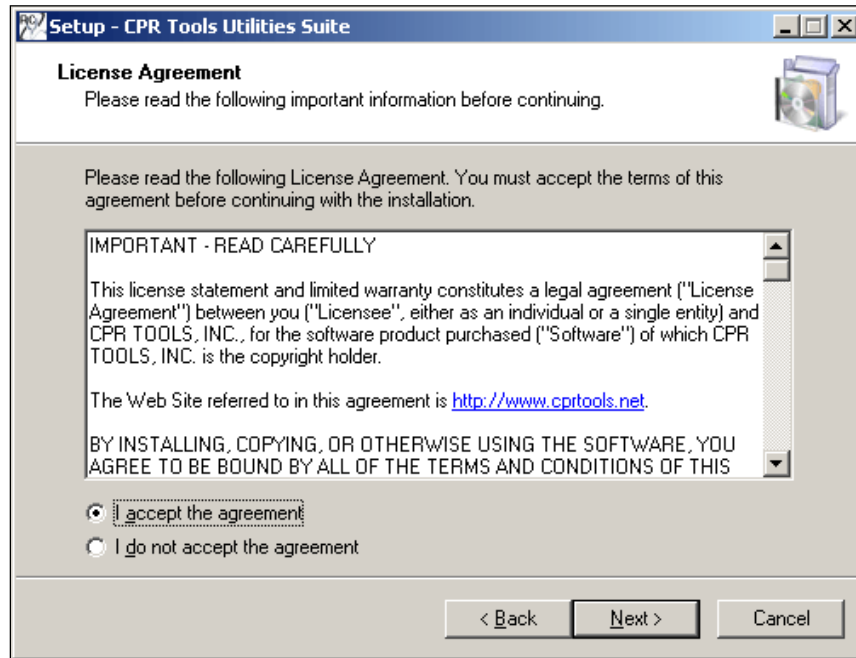 Setup - CPR Tools Utilities Suite
License Agreement
Please read the following important information before continuing.
Please read the following License Agreement. You must accept the terms of this
agreement before continuing with the installation.
IMPORTANT - READ CAREFULLY
This license statement and limited warranty constitutes a legal agreement ("License
Agreement") between you ("Licensee", either as an individual or a single entity) and
CPR TOOLS, INC., for the software product purchased ("Software") of which CPR
TOOLS, INC. is the copyright holder.
The Web Site referred to in this agreement is http://www.cprtools.net.
BY INSTALLING, COPYING, OR OTHERWISE USING THE SOFTWARE, YOU
AGREE TO BE BOUND BY ALL OF THE TERMS AND CONDITIONS OF THIS
I accept the agreement
I do not accept the agreement
< Back
Next >
Cancel